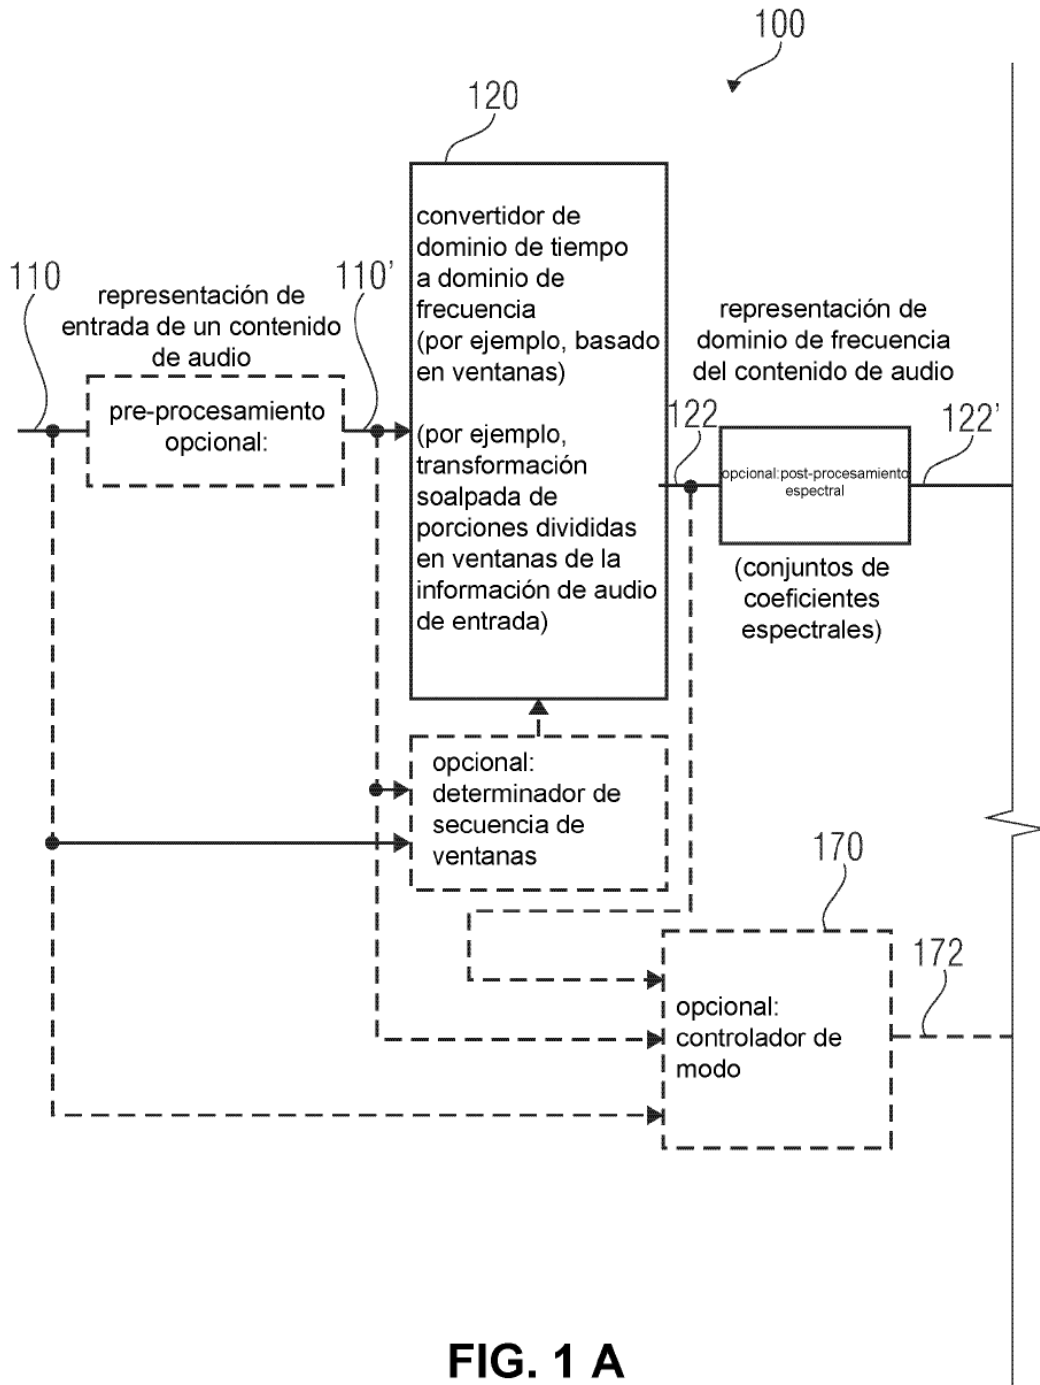 100
120
convertidor de
dominio de tiempo
a dominio de
frecuencia
(por ejemplo, basado
en ventanas)
(por ejemplo,
transformación
soalpada de
porciones divididas
en ventanas de la
información de audio
de entrada)
110
representación de
entrada de un contenido
de audio
110’
pre-procesamiento
opcional:
representación de
dominio de frecuencia
del contenido de audio
122
122’
opcional:post-procesamiento
espectral
(conjuntos de
coeficientes
espectrales)
opcional:
determinador de
secuencia de
ventanas
170
172
opcional:
controlador de
modo
FIG. 1 A